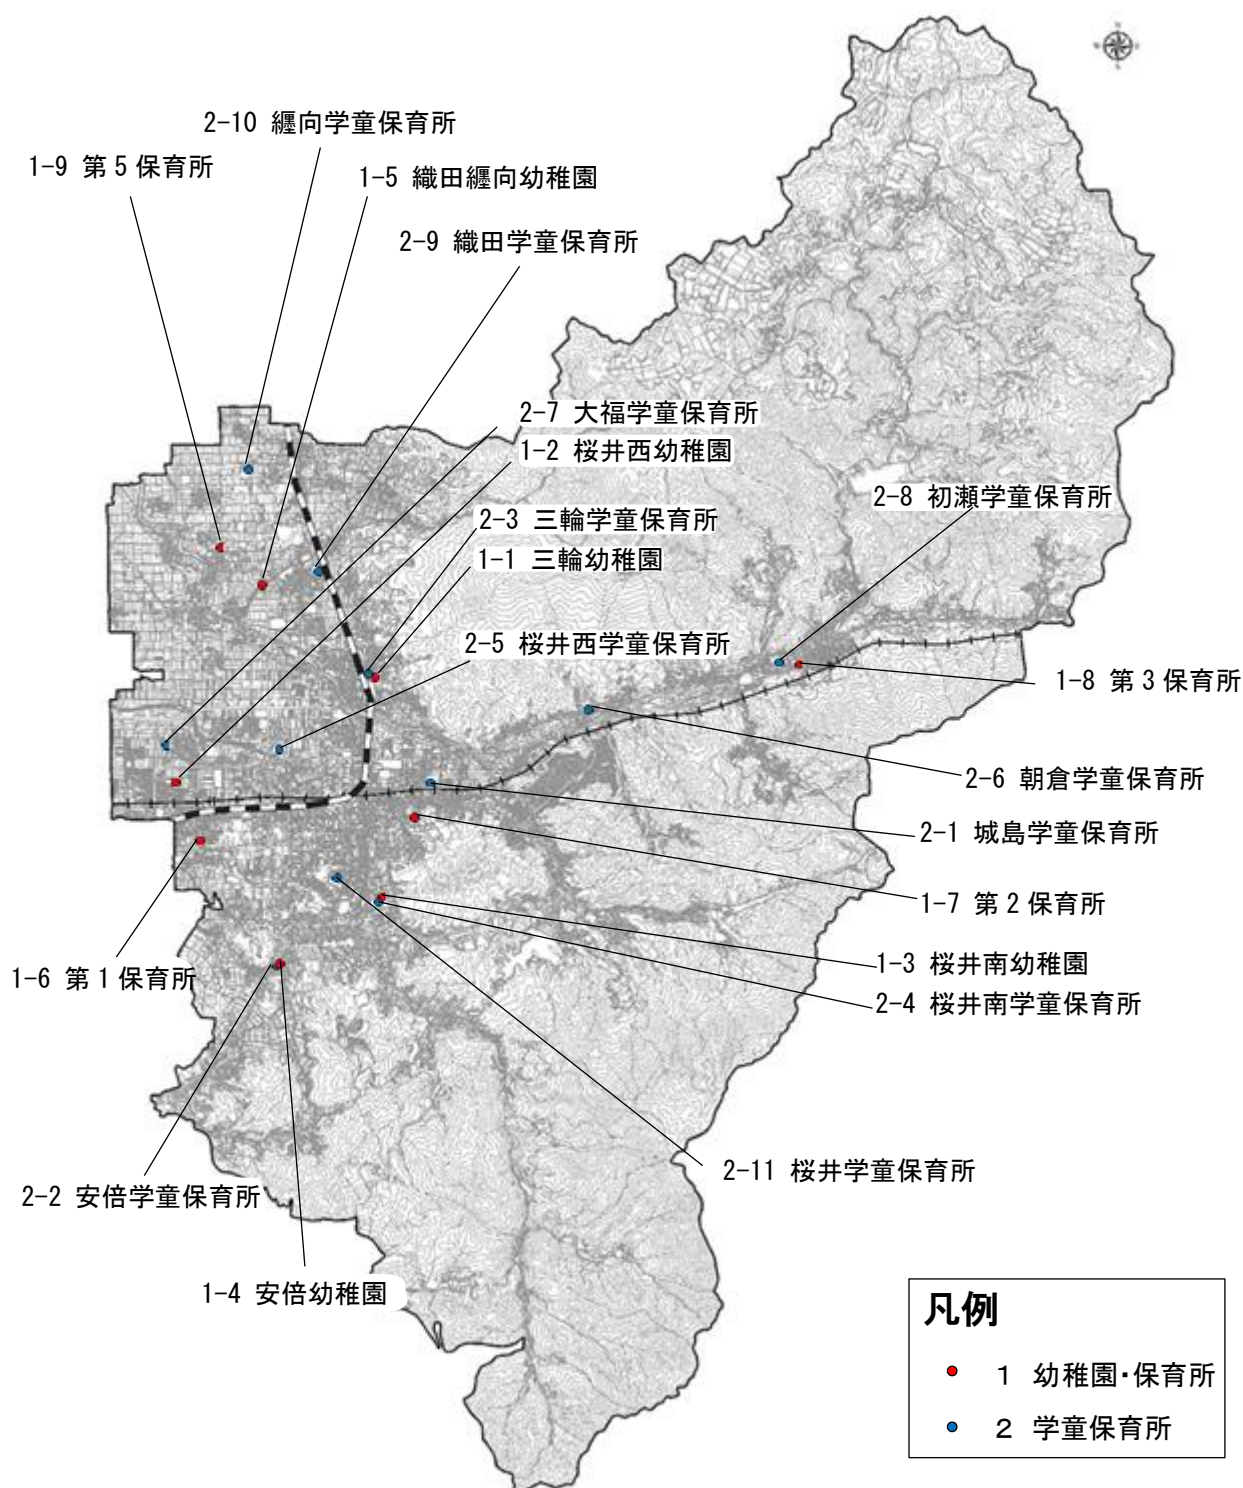 2-10 纒向学童保育所
1-9 第5保育所
1-5 織田纒向幼稚園
2-9 織田学童保育所
2-7 大福学童保育所
1-2 桜井西幼稚園
2-8 初瀬学童保育所
2-3 三輪学童保育所
1-1 三輪幼稚園
2-5 桜井西学童保育所
1-8 第3保育所
2-6 朝倉学童保育所
2-1 城島学童保育所
1-7 第2保育所
1-3 桜井南幼稚園
1-6 第1保育所
2-4 桜井南学童保育所
2-11 桜井学童保育所
2-2 安倍学童保育所
1-4 安倍幼稚園
凡例
1 幼稚園・保育所
2 学童保育所